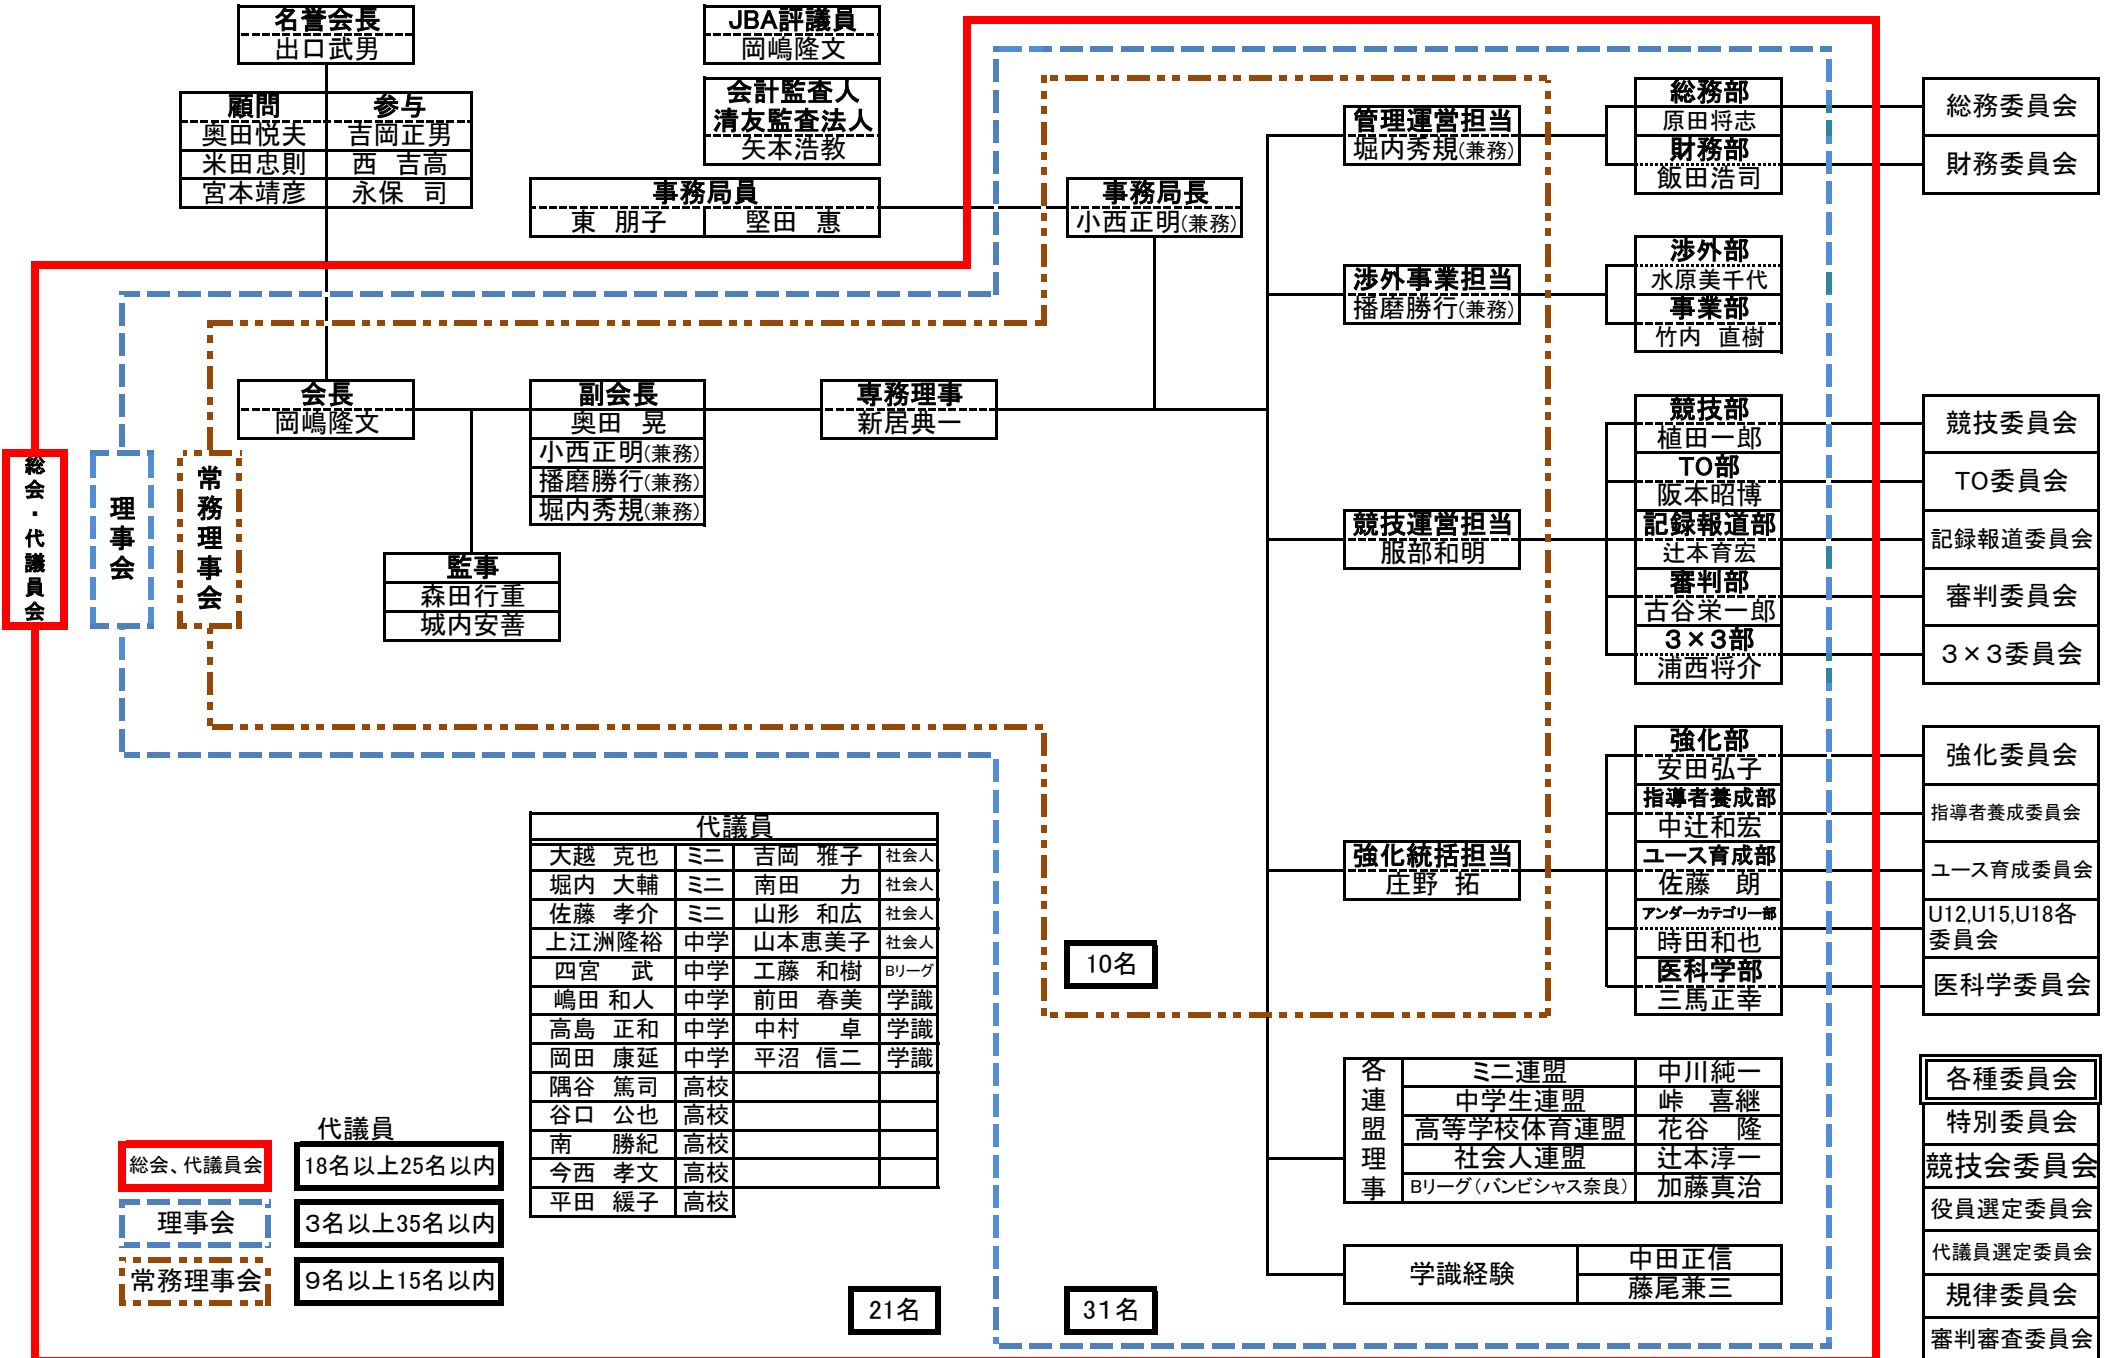 名誉会長
出口武男
JBA評議員
岡嶋隆文
会計監査人
清友監査法人
矢本浩教
顧問 参与
奥田悦夫 吉岡正男
米田忠則 西 吉高
宮本靖彦 永保 司
事務局員
東 朋子 堅田 惠
事務局長
小西正明(兼務)
会長
岡嶋隆文
副会長
奥田 晃
小西正明(兼務)
播磨勝行(兼務)
堀内秀規(兼務)
専務理事
新居典一
監事
森田行重
城内安善
総会・代議員会
理事会
常務理事会
管理運営担当
堀内秀規(兼務)
総務部
原田将志
財務部
飯田浩司
総務委員会
財務委員会
渉外事業担当
播磨勝行(兼務)
渉外部
水原美千代
事業部
竹内 直樹
競技運営担当
服部和明
競技部
植田一郎
TO部
阪本昭博
記録報道部
辻本育宏
審判部
古谷栄一郎
3×3部
浦西将介
競技委員会
TO委員会
記録報道委員会
審判委員会
3×3委員会
強化統括担当
庄野 拓
強化部
安田弘子
指導者養成部
中辻和宏
ユース育成部
佐藤 朗
アンダーカテゴリー部
時田和也
医科学部
三馬正幸
強化委員会
指導者養成委員会
ユース育成委員会
U12,U15,U18各
委員会
医科学委員会
代議員
大越 克也 ミニ 吉岡 雅子 社会人
堀内 大輔 ミニ 南田 力 社会人
佐藤 孝介 ミニ 山形 和広 社会人
上江洲隆裕 中学 山本恵美子 社会人
四宮 武 中学 工藤 和樹 Bリーグ
嶋田 和人 中学 前田 春美 学識
高島 正和 中学 中村 卓 学識
岡田 康延 中学 平沼 信二 学識
隅谷 篤司 高校
谷口 公也 高校
南 勝紀 高校
今西 孝文 高校
平田 緩子 高校
10名
各連盟理事
ミニ連盟 中川純一
中学生連盟 峠 喜継
高等学校体育連盟 花谷 隆
社会人連盟 辻本淳一
Bリーグ(バンビシャス奈良) 加藤真治
学識経験
中田正信
藤尾兼三
各種委員会
特別委員会
競技会委員会
役員選定委員会
代議員選定委員会
規律委員会
審判審査委員会
代議員
総会、代議員会 18名以上25名以内
理事会 3名以上35名以内
常務理事会 9名以上15名以内
21名
31名